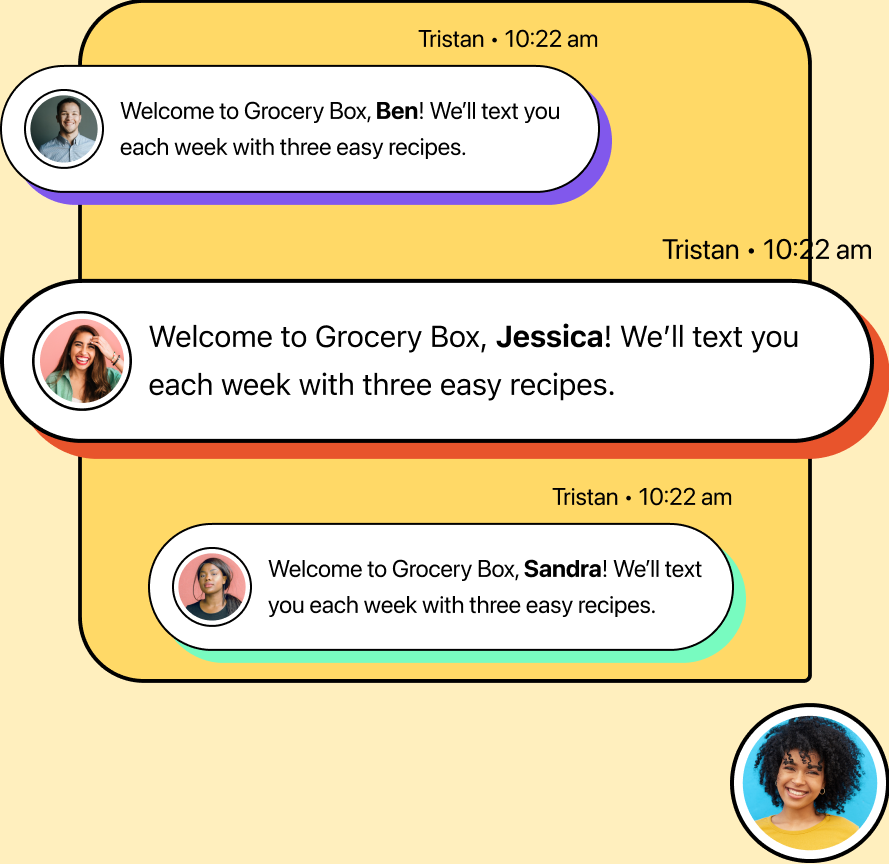 Tristan • 10:22 am
Welcome to Grocery Box, Ben! We’ll text you
each week with three easy recipes.
Tristan • 10:22 am
Welcome to Grocery Box, Jessica! We’ll text you
each week with three easy recipes.
Tristan • 10:22 am
Welcome to Grocery Box, Sandra! We’ll text
you each week with three easy recipes.